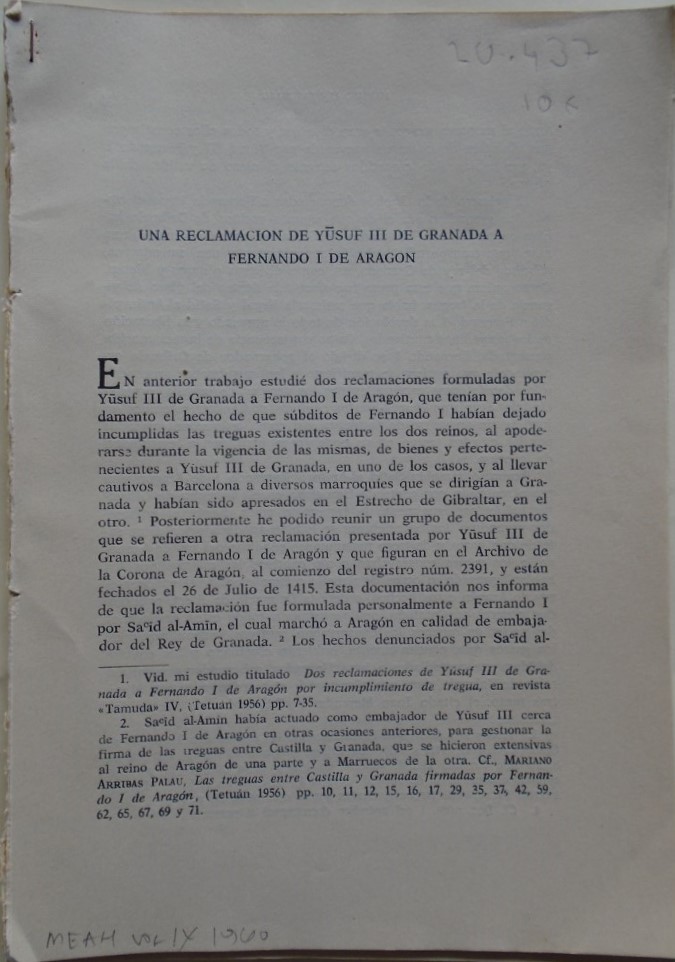 20.437
10 €
UNA RECLAMACION DE YŪSUF III DE GRANADA A
FERNANDO I DE ARAGON
EN anterior trabajo estudié dos reclamaciones formuladas por
Yūsuf III de Granada a Fernando I de Aragón, que tenían por fun-
damento el hecho de que súbditos de Fernando I habían dejado
incumplidas las treguas existentes entre los dos reinos, al apode-
rarse durante la vigencia de las mismas, de bienes y efectos perte-
necientes a Yūsuf III de Granada, en uno de los casos, y al llevar
cautivos a Barcelona a diversos marroquíes que se dirigían a Gra-
nada y habían sido apresados en el Estrecho de Gibraltar, en el
otro. ¹ Posteriormente he podido reunir un grupo de documentos
que se refieren a otra reclamación presentada por Yūsuf III de
Granada a Fernando I de Aragón y que figuran en el Archivo de
la Corona de Aragón, al comienzo del registro núm. 2391, y están
fechados el 26 de Julio de 1415. Esta documentación nos informa
de que la reclamación fue formulada personalmente a Fernando I
por Saᶜīd al-Amīn, el cual marchó a Aragón en calidad de embaja-
dor del Rey de Granada. ² Los hechos denunciados por Saᶜīd al-
1. Vid. mi estudio titulado Dos reclamaciones de Yūsuf III de Gra-
nada a Fernando I de Aragón por incumplimiento de tregua, en revista
«Tamuda» IV, (Tetuán 1956) pp. 7-35.
2. Saᶜīd al-Amīn había actuado como embajador de Yūsuf III cerca
de Fernando I de Aragón en otras ocasiones anteriores, para gestionar la
firma de las treguas entre Castilla y Granada, que se hicieron extensivas
al reino de Aragón de una parte y a Marruecos de la otra. Cf., MARIANO
ARRIBAS PALAU, Las treguas entre Castilla y Granada firmadas por Fernan-
do I de Aragón, (Tetuán 1956) pp. 10, 11, 12, 15, 16, 17, 29, 35, 37, 42, 59,
62, 65, 67, 69 y 71.
MEAH VOL IX 1960